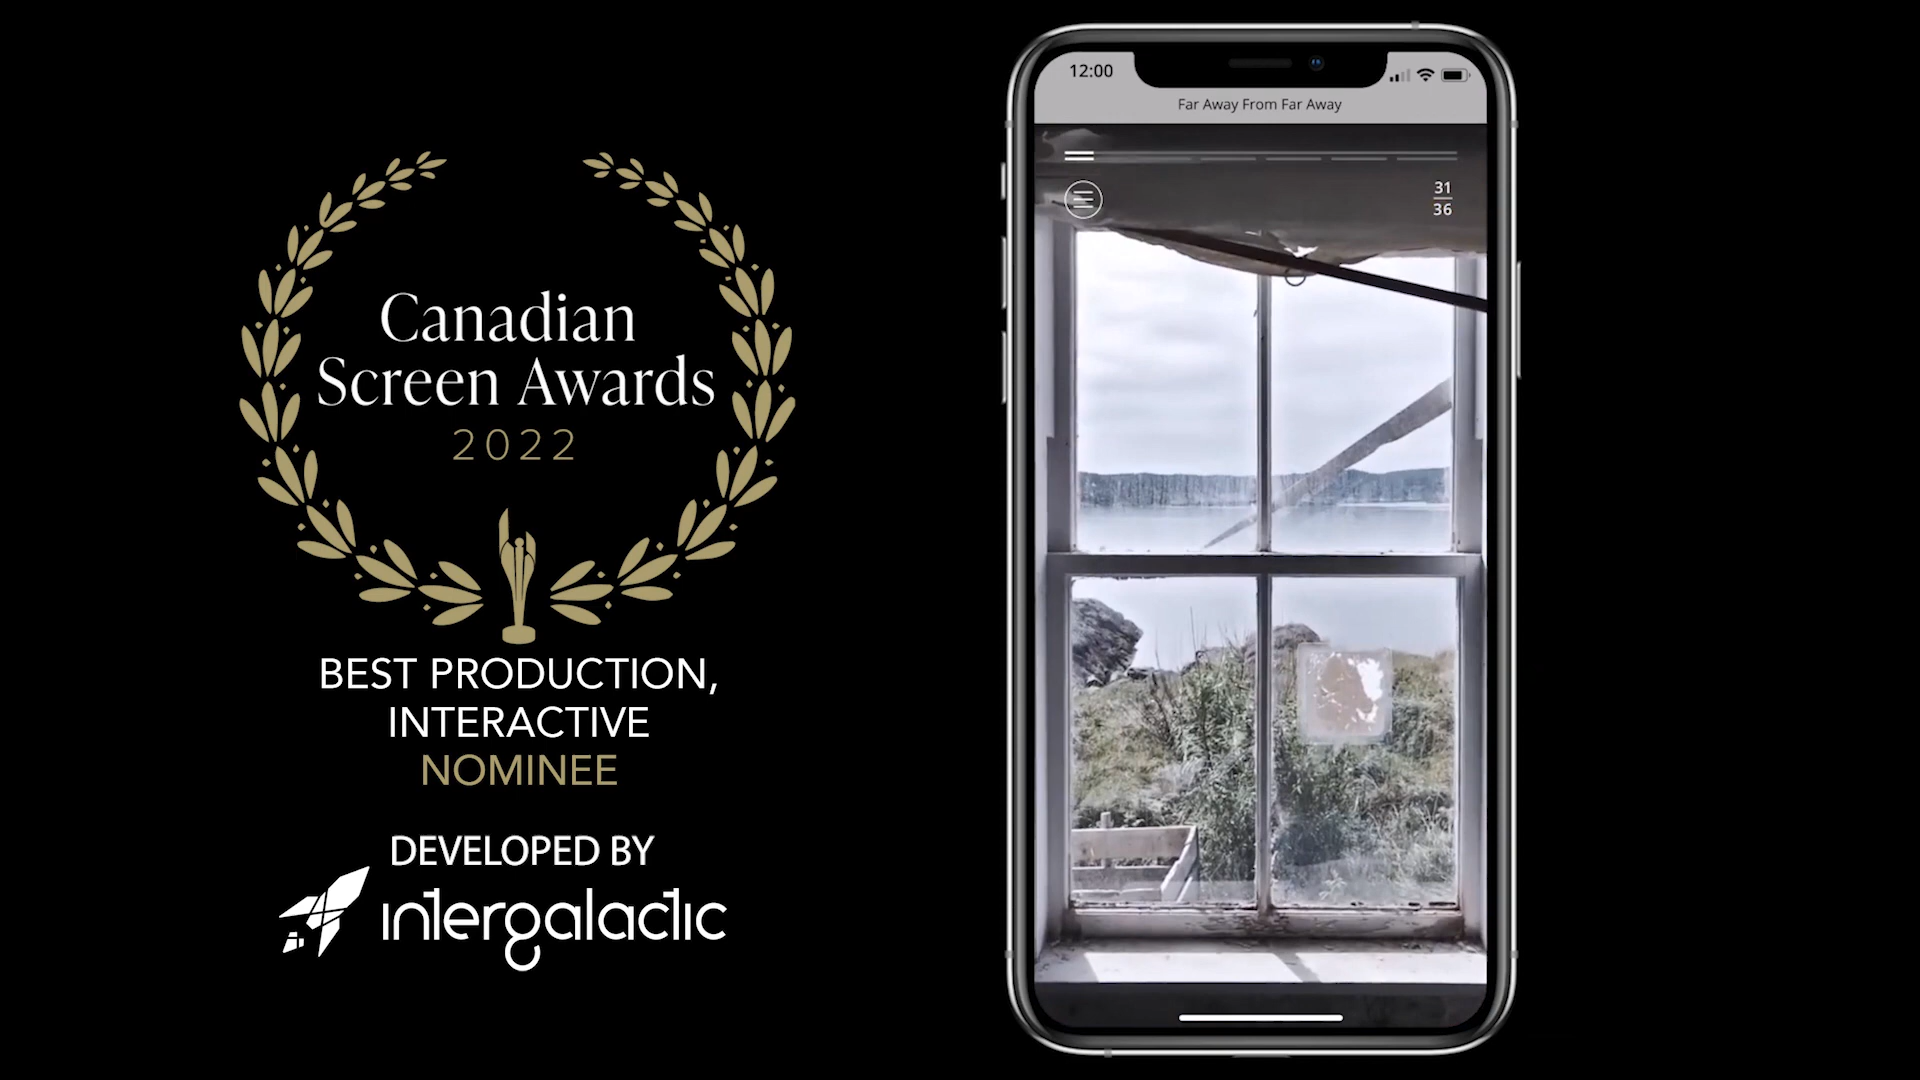 Canadian
Screen Awards
2022
BEST PRODUCTION,
INTERACTIVE
NOMINEE
DEVELOPED BY
intergalactic
12:00
Far Away From Far Away
31
36